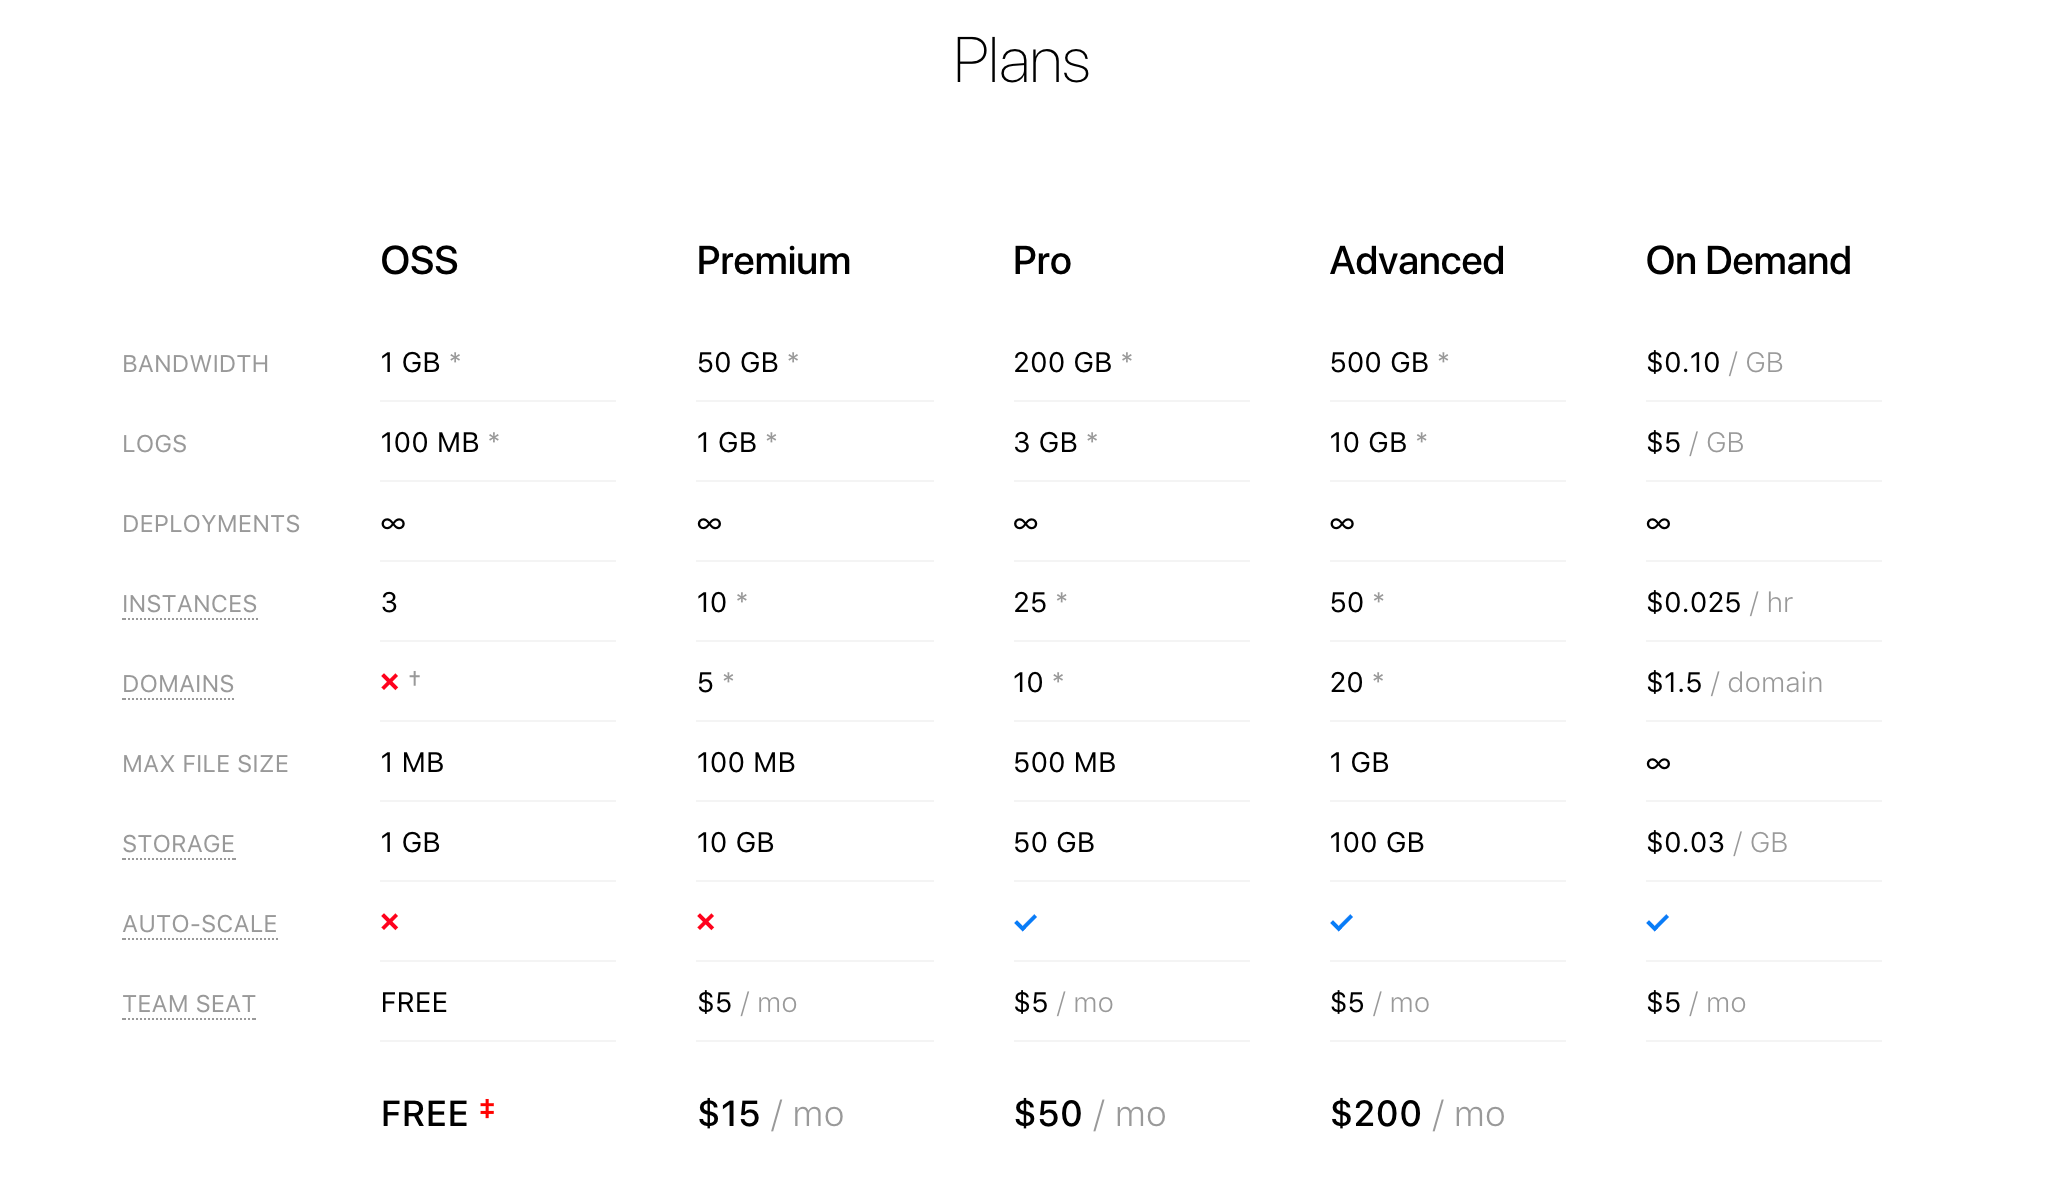 Plans
OSS Premium Pro Advanced On Demand
BANDWIDTH 1 GB * 50 GB * 200 GB * 500 GB * $0.10 / GB
LOGS 100 MB * 1 GB * 3 GB * 10 GB * $5 / GB
DEPLOYMENTS ∞ ∞ ∞ ∞ ∞
INSTANCES 3 10 * 25 * 50 * $0.025 / hr
DOMAINS ✕ † 5 * 10 * 20 * $1.5 / domain
MAX FILE SIZE 1 MB 100 MB 500 MB 1 GB ∞
STORAGE 1 GB 10 GB 50 GB 100 GB $0.03 / GB
AUTO-SCALE ✕ ✕ ✓ ✓ ✓
TEAM SEAT FREE $5 / mo $5 / mo $5 / mo $5 / mo
FREE ‡ $15 / mo $50 / mo $200 / mo